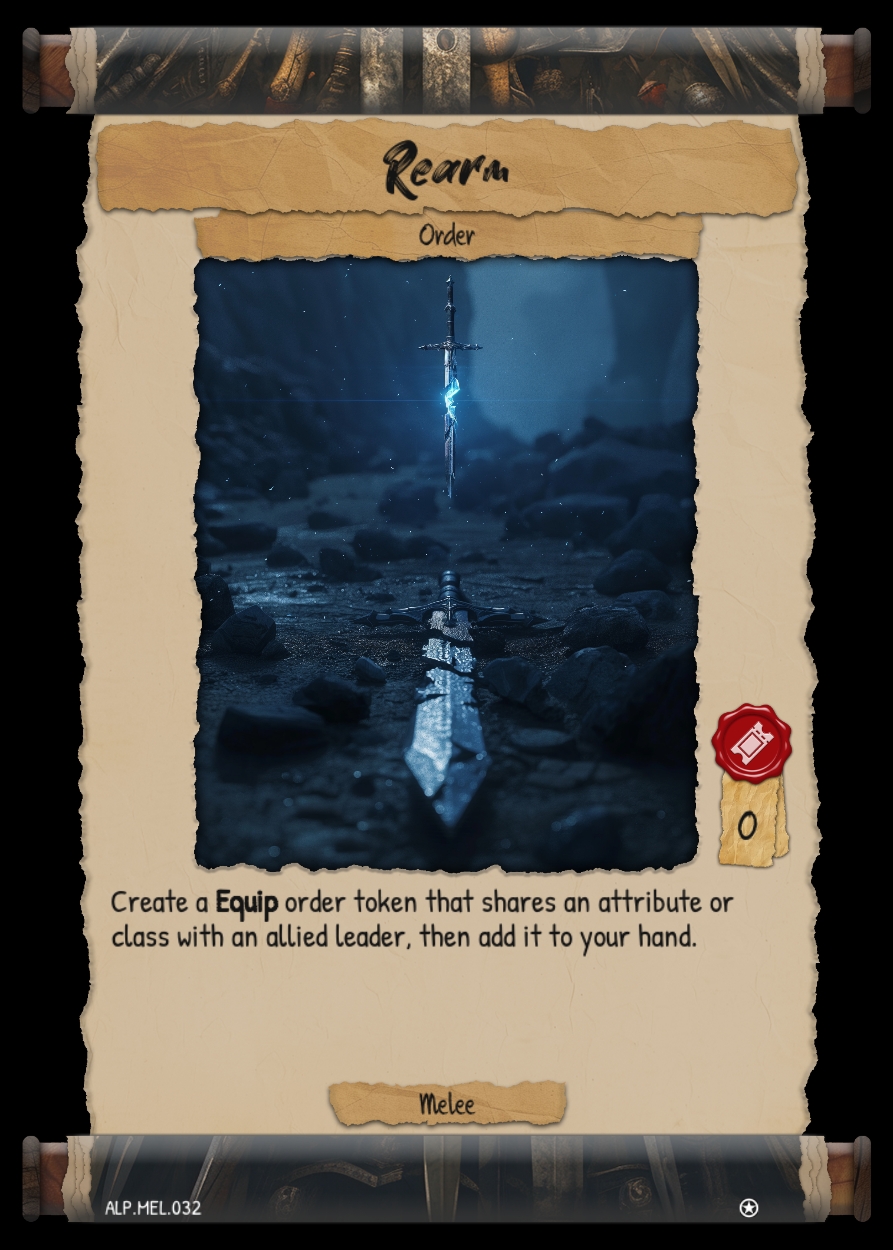 Rearm
Order
0
Create a Equip order token that shares an attribute or
class with an allied leader, then add it to your hand.
Melee
ALP.MEL.032